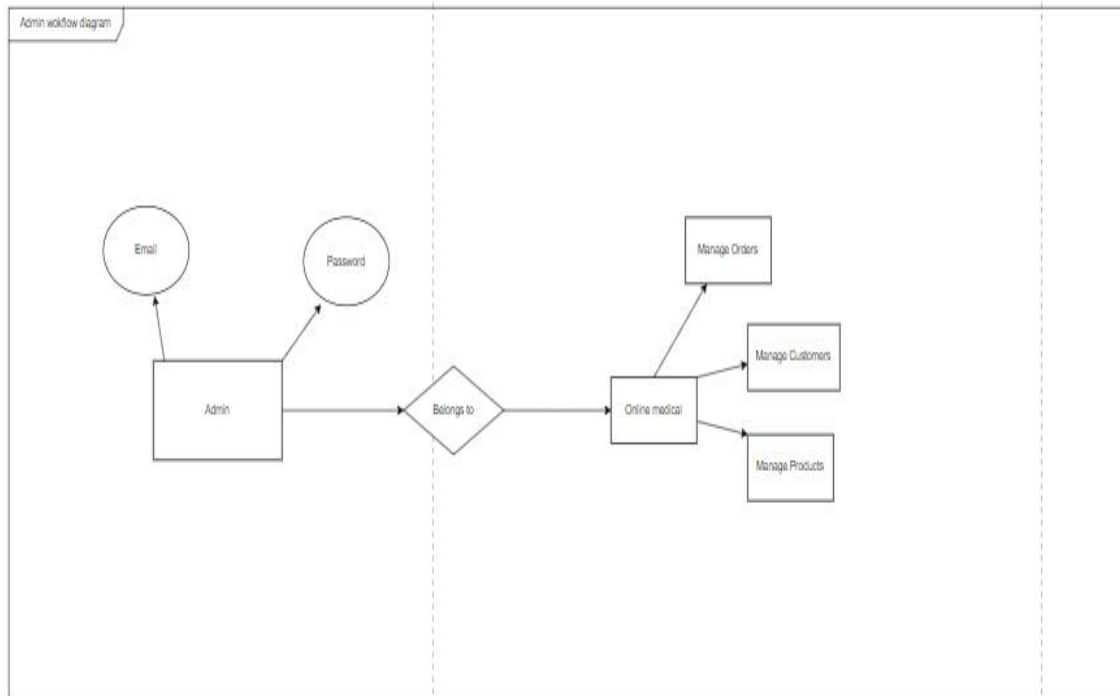 Admin wokflow diagram
Email
Password
Manage Orders
Manage Customers
Admin
Belongs to
Online medical
Manage Products